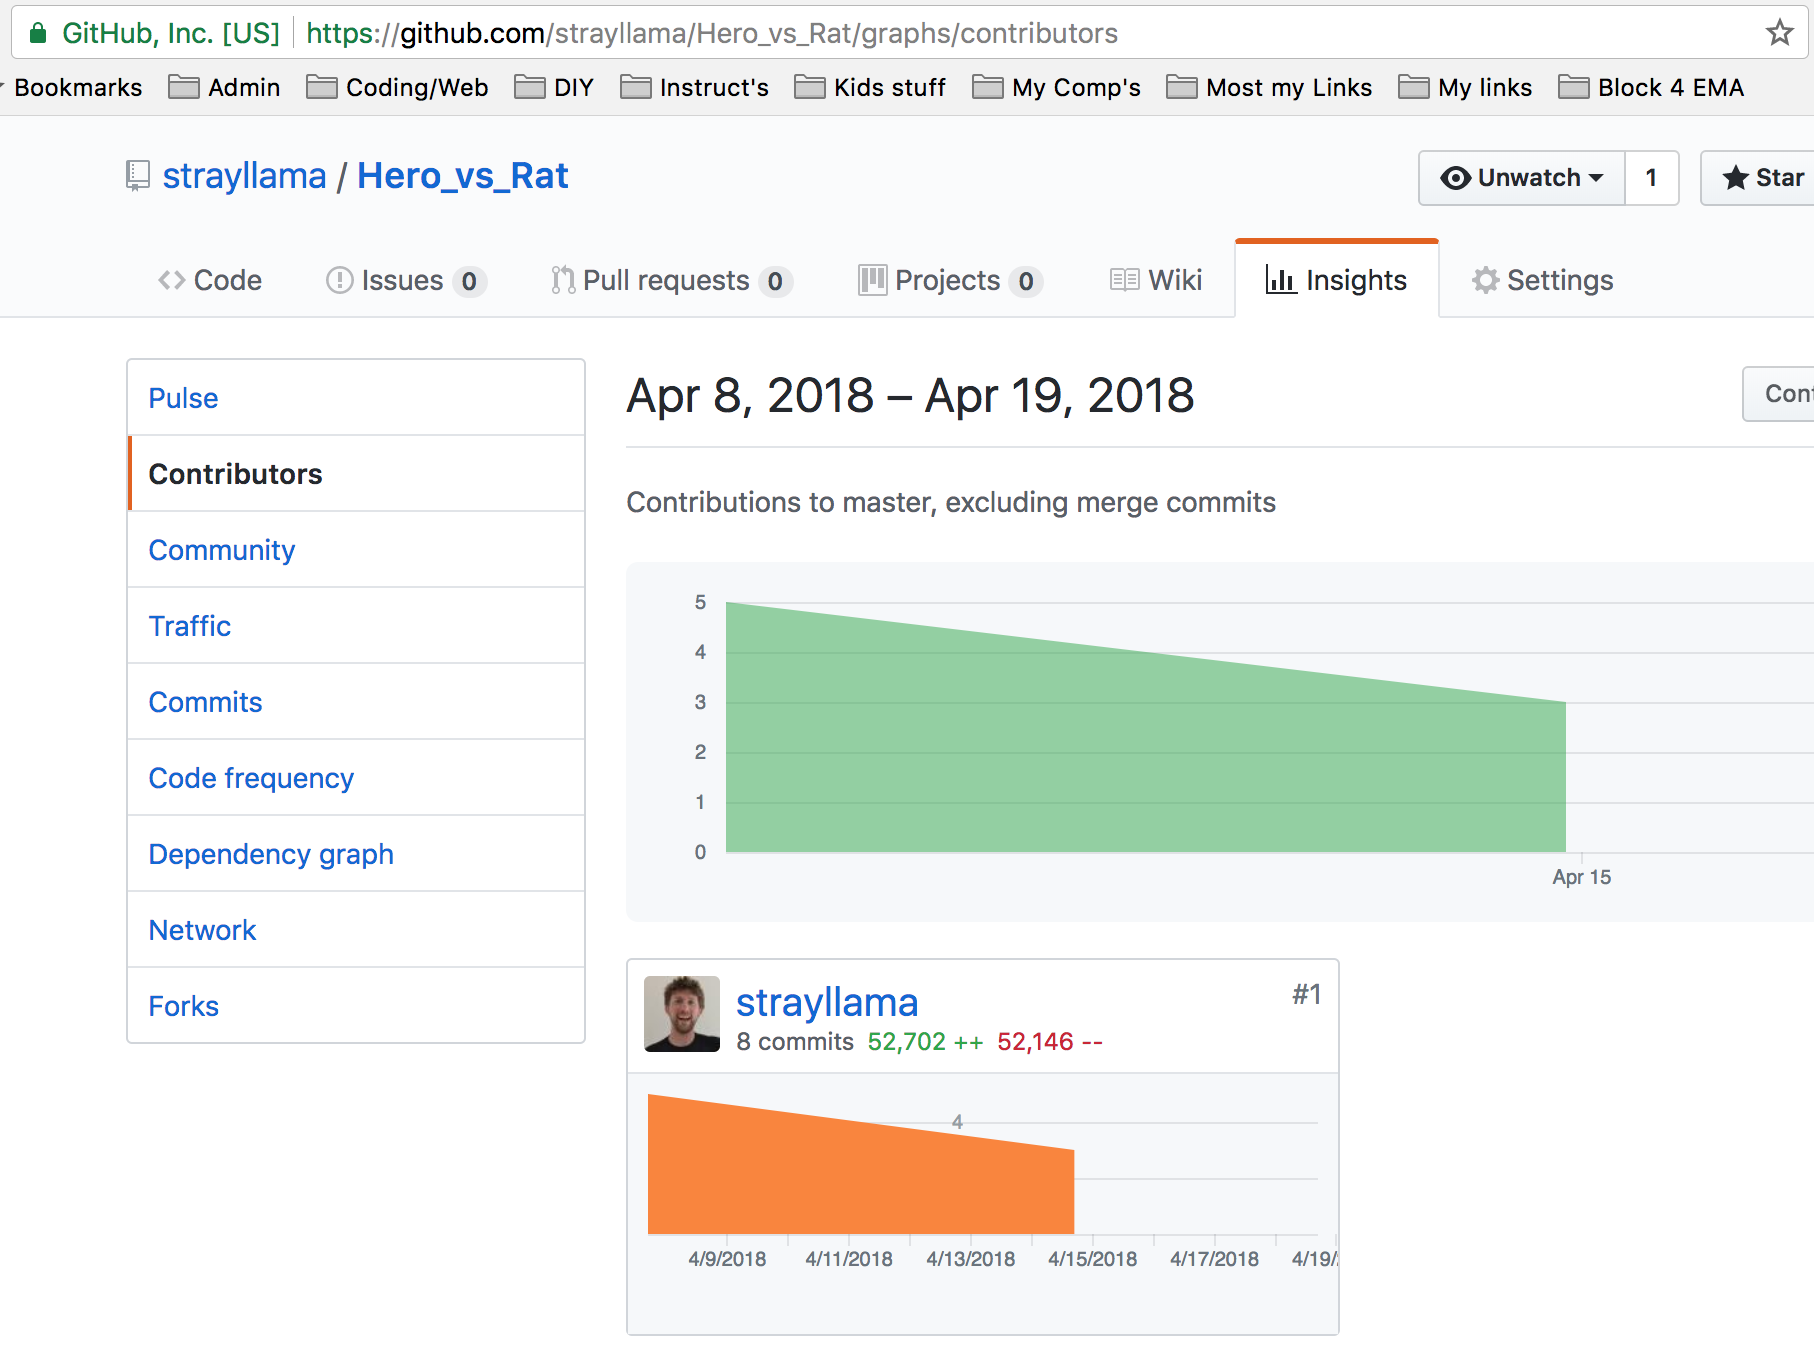 GitHub, Inc. [US] https://github.com/strayllama/Hero_vs_Rat/graphs/contributors
Bookmarks Admin Coding/Web DIY Instruct's Kids stuff My Comp's Most my Links My links Block 4 EMA
strayllama / Hero_vs_Rat Unwatch 1 Star
Code Issues 0 Pull requests 0 Projects 0 Wiki Insights Settings
Pulse
Contributors
Community
Traffic
Commits
Code frequency
Dependency graph
Network
Forks
Apr 8, 2018 – Apr 19, 2018
Contributions to master, excluding merge commits
5
4
3
2
1
0
Apr 15
strayllama #1
8 commits 52,702 ++ 52,146 --
4
4/9/2018 4/11/2018 4/13/2018 4/15/2018 4/17/2018 4/19/